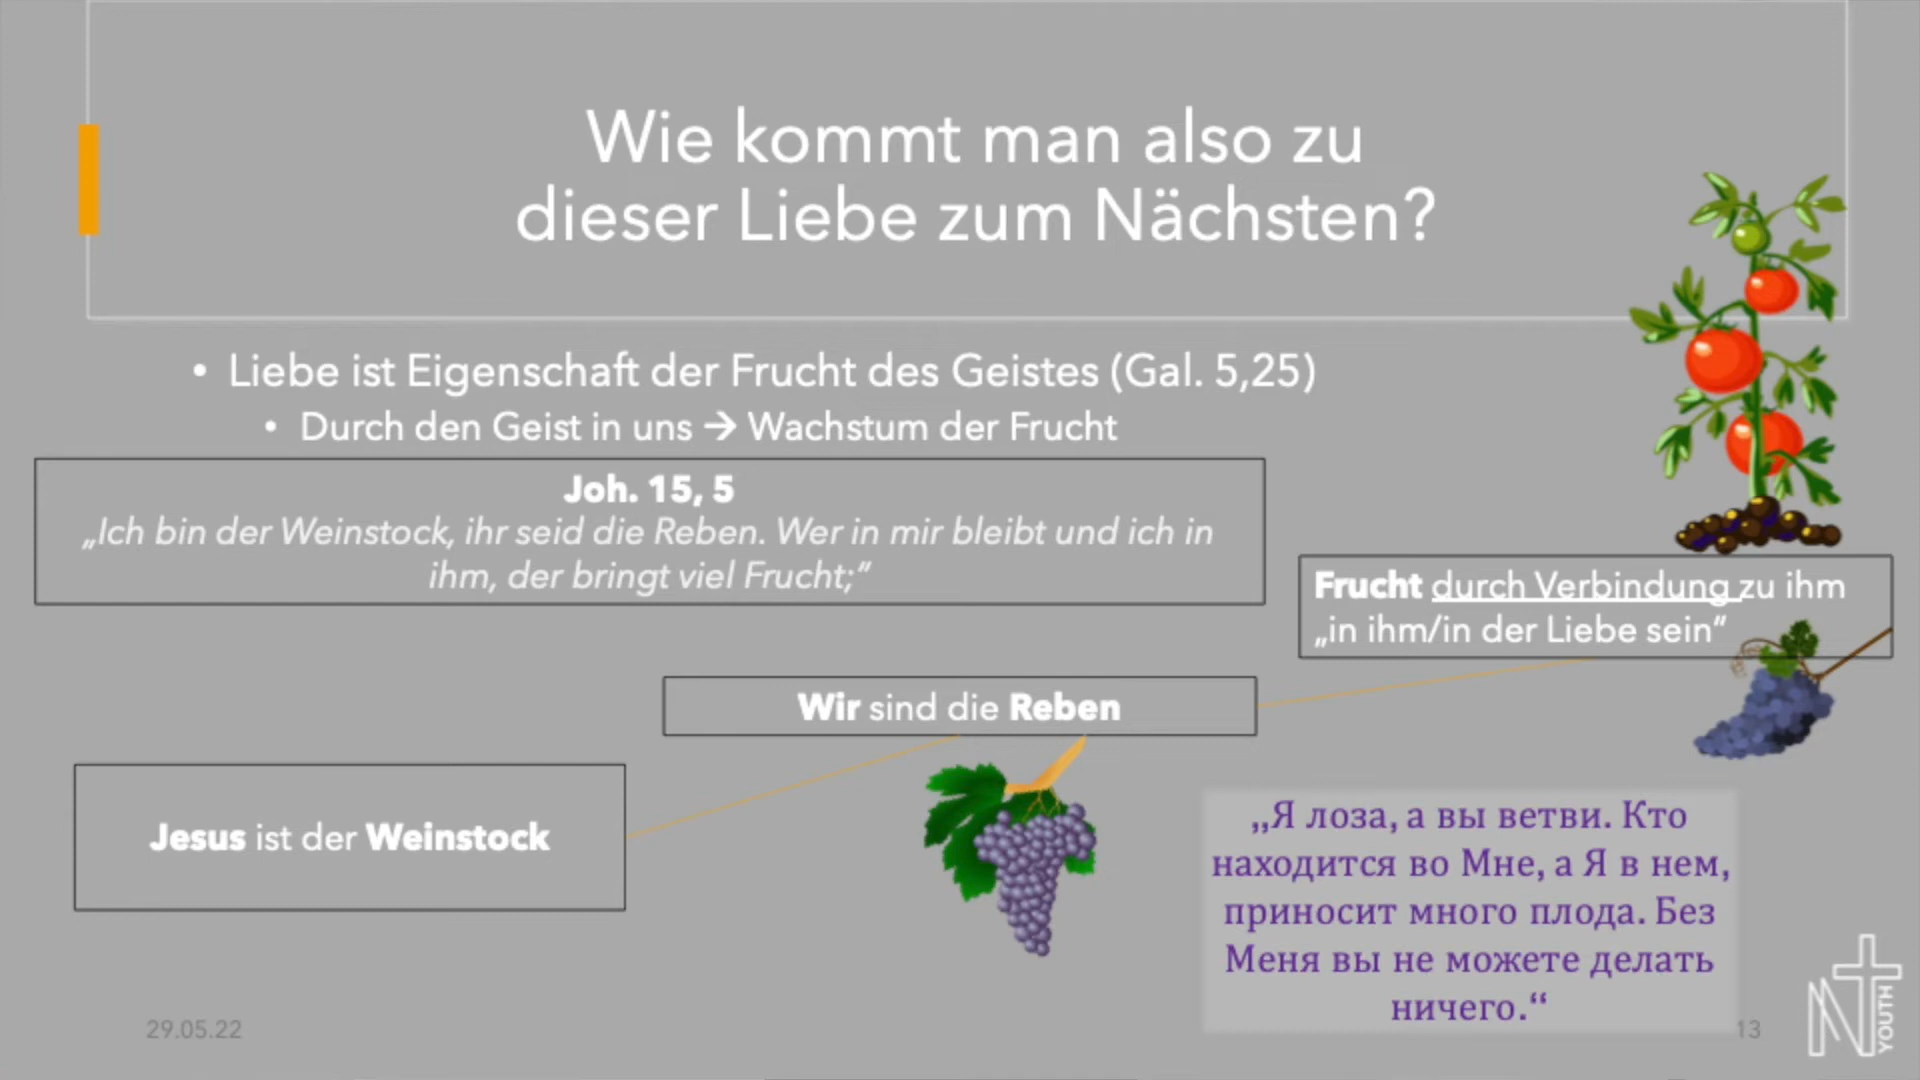 Wie kommt man also zu
dieser Liebe zum Nächsten?
• Liebe ist Eigenschaft der Frucht des Geistes (Gal. 5,25)
• Durch den Geist in uns → Wachstum der Frucht
Joh. 15, 5
„Ich bin der Weinstock, ihr seid die Reben. Wer in mir bleibt und ich in
ihm, der bringt viel Frucht;“
Frucht durch Verbindung zu ihm
„in ihm/in der Liebe sein“
Wir sind die Reben
Jesus ist der Weinstock
„Я лоза, а вы ветви. Кто
находится во Мне, а Я в нем,
приносит много плода. Без
Меня вы не можете делать
ничего.“
29.05.22
13
N YOUTH